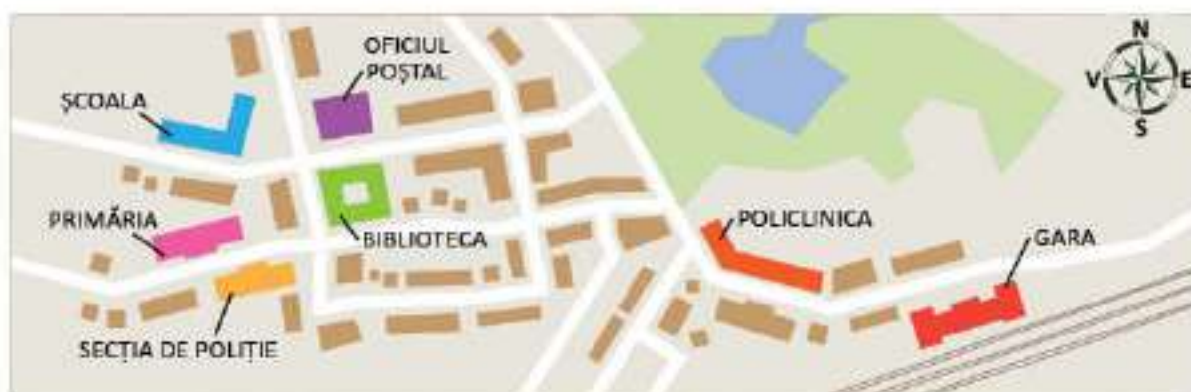 OFICIUL
POȘTAL
ȘCOALA
N
V
E
S
PRIMĂRIA
BIBLIOTECA
POLICLINICA
GARA
SECȚIA DE POLIȚIE